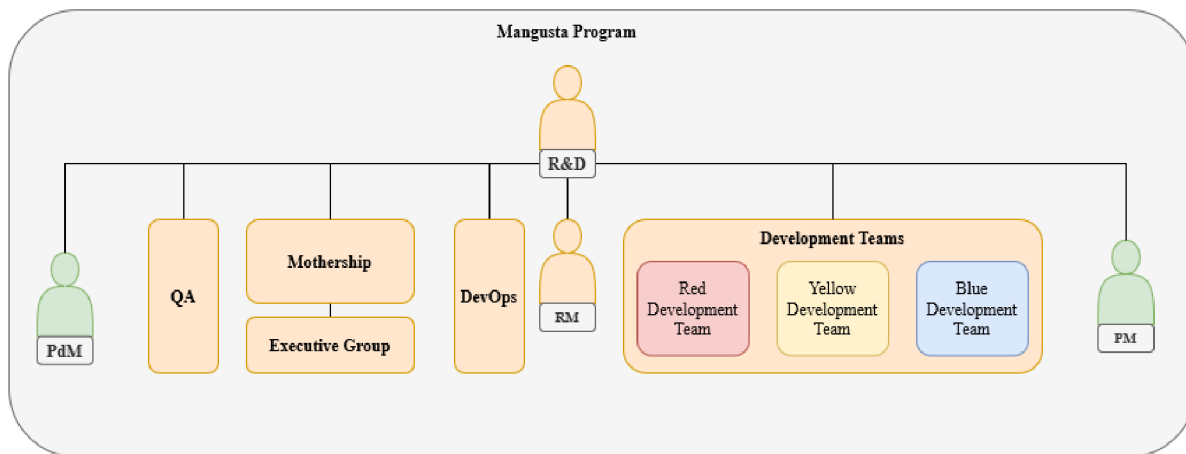 Mangusta Program
R&D
PdM
QA
Mothership
Executive Group
DevOps
RM
Development Teams
Red
Development
Team
Yellow
Development
Team
Blue
Development
Team
PM